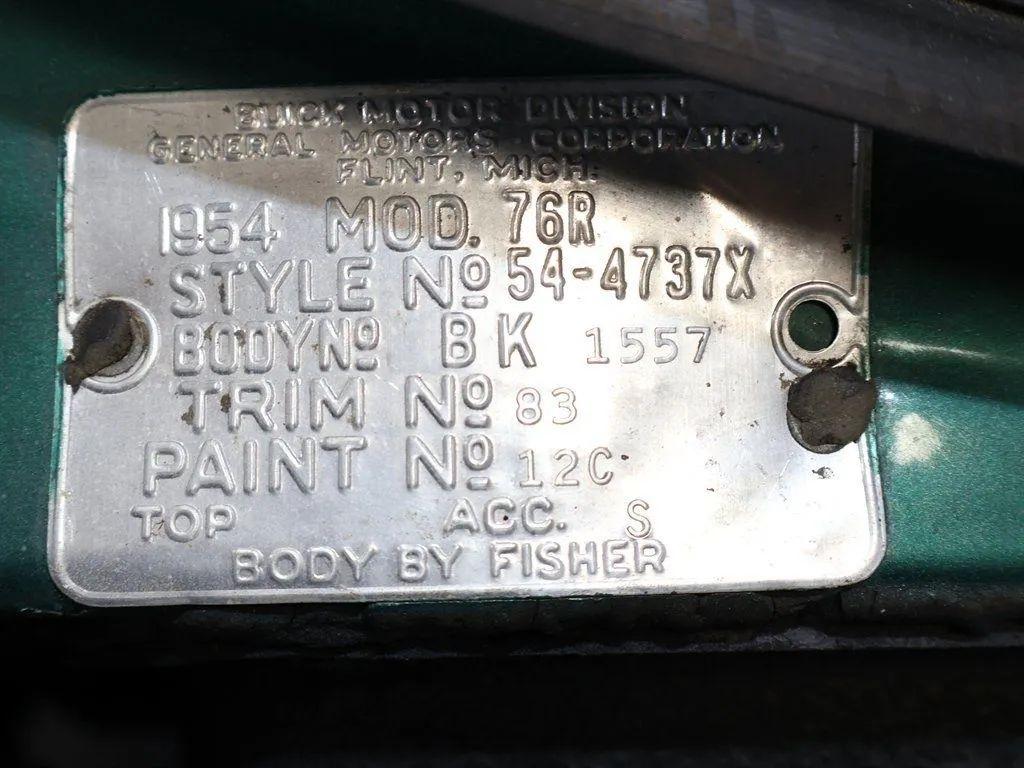 BUICK MOTOR DIVISION
GENERAL MOTORS CORPORATION
FLINT, MICH.
1954 MOD. 76R
STYLE Nº 54-4737X
BODY Nº BK 1557
TRIM Nº 83
PAINT Nº 12C
TOP ACC. S
BODY BY FISHER